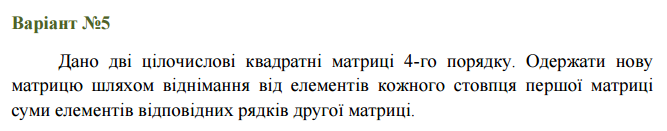 Варіант №5
Дано дві цілочислові квадратні матриці 4-го порядку. Одержати нову
матрицю шляхом віднімання від елементів кожного стовпця першої матриці
суми елементів відповідних рядків другої матриці.